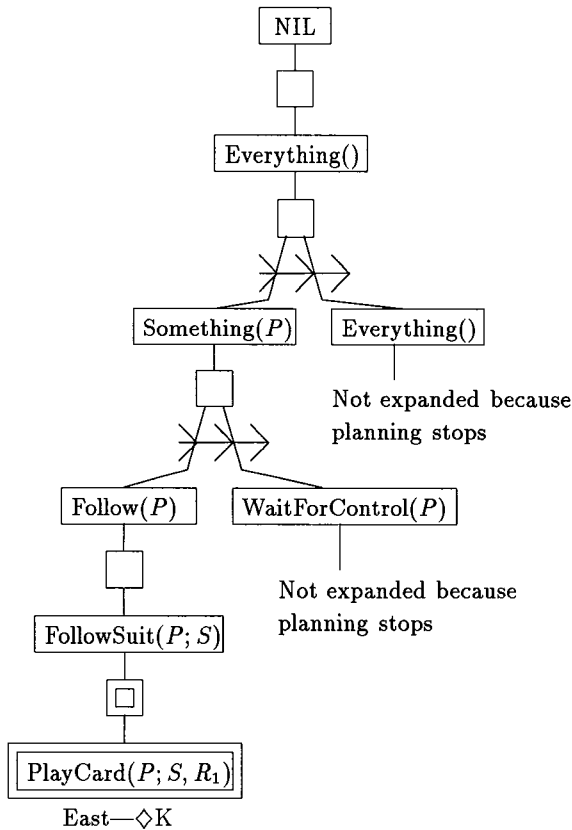 NIL
Everything()
Something(P)
Everything()
Not expanded because
planning stops
Follow(P)
WaitForControl(P)
Not expanded because
planning stops
FollowSuit(P; S)
PlayCard(P; S, R₁)
East—◇K